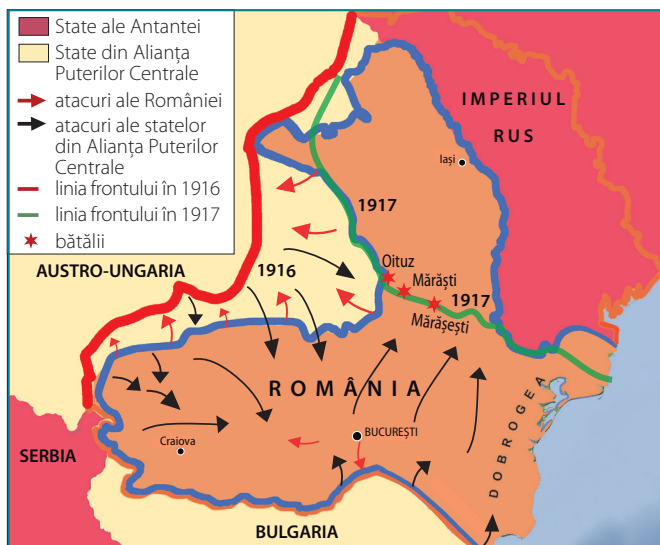 State ale Antantei
State din Alianța
Puterilor Centrale
atacuri ale României
atacuri ale statelor
din Alianța Puterilor
Centrale
linia frontului în 1916
linia frontului în 1917
bătălii
IMPERIUL
RUS
Iași
1917
AUSTRO-UNGARIA
1916
Oituz
Mărăști
1917
Mărășești
ROMÂNIA
DOBROGEA
Craiova
BUCUREȘTI
SERBIA
BULGARIA